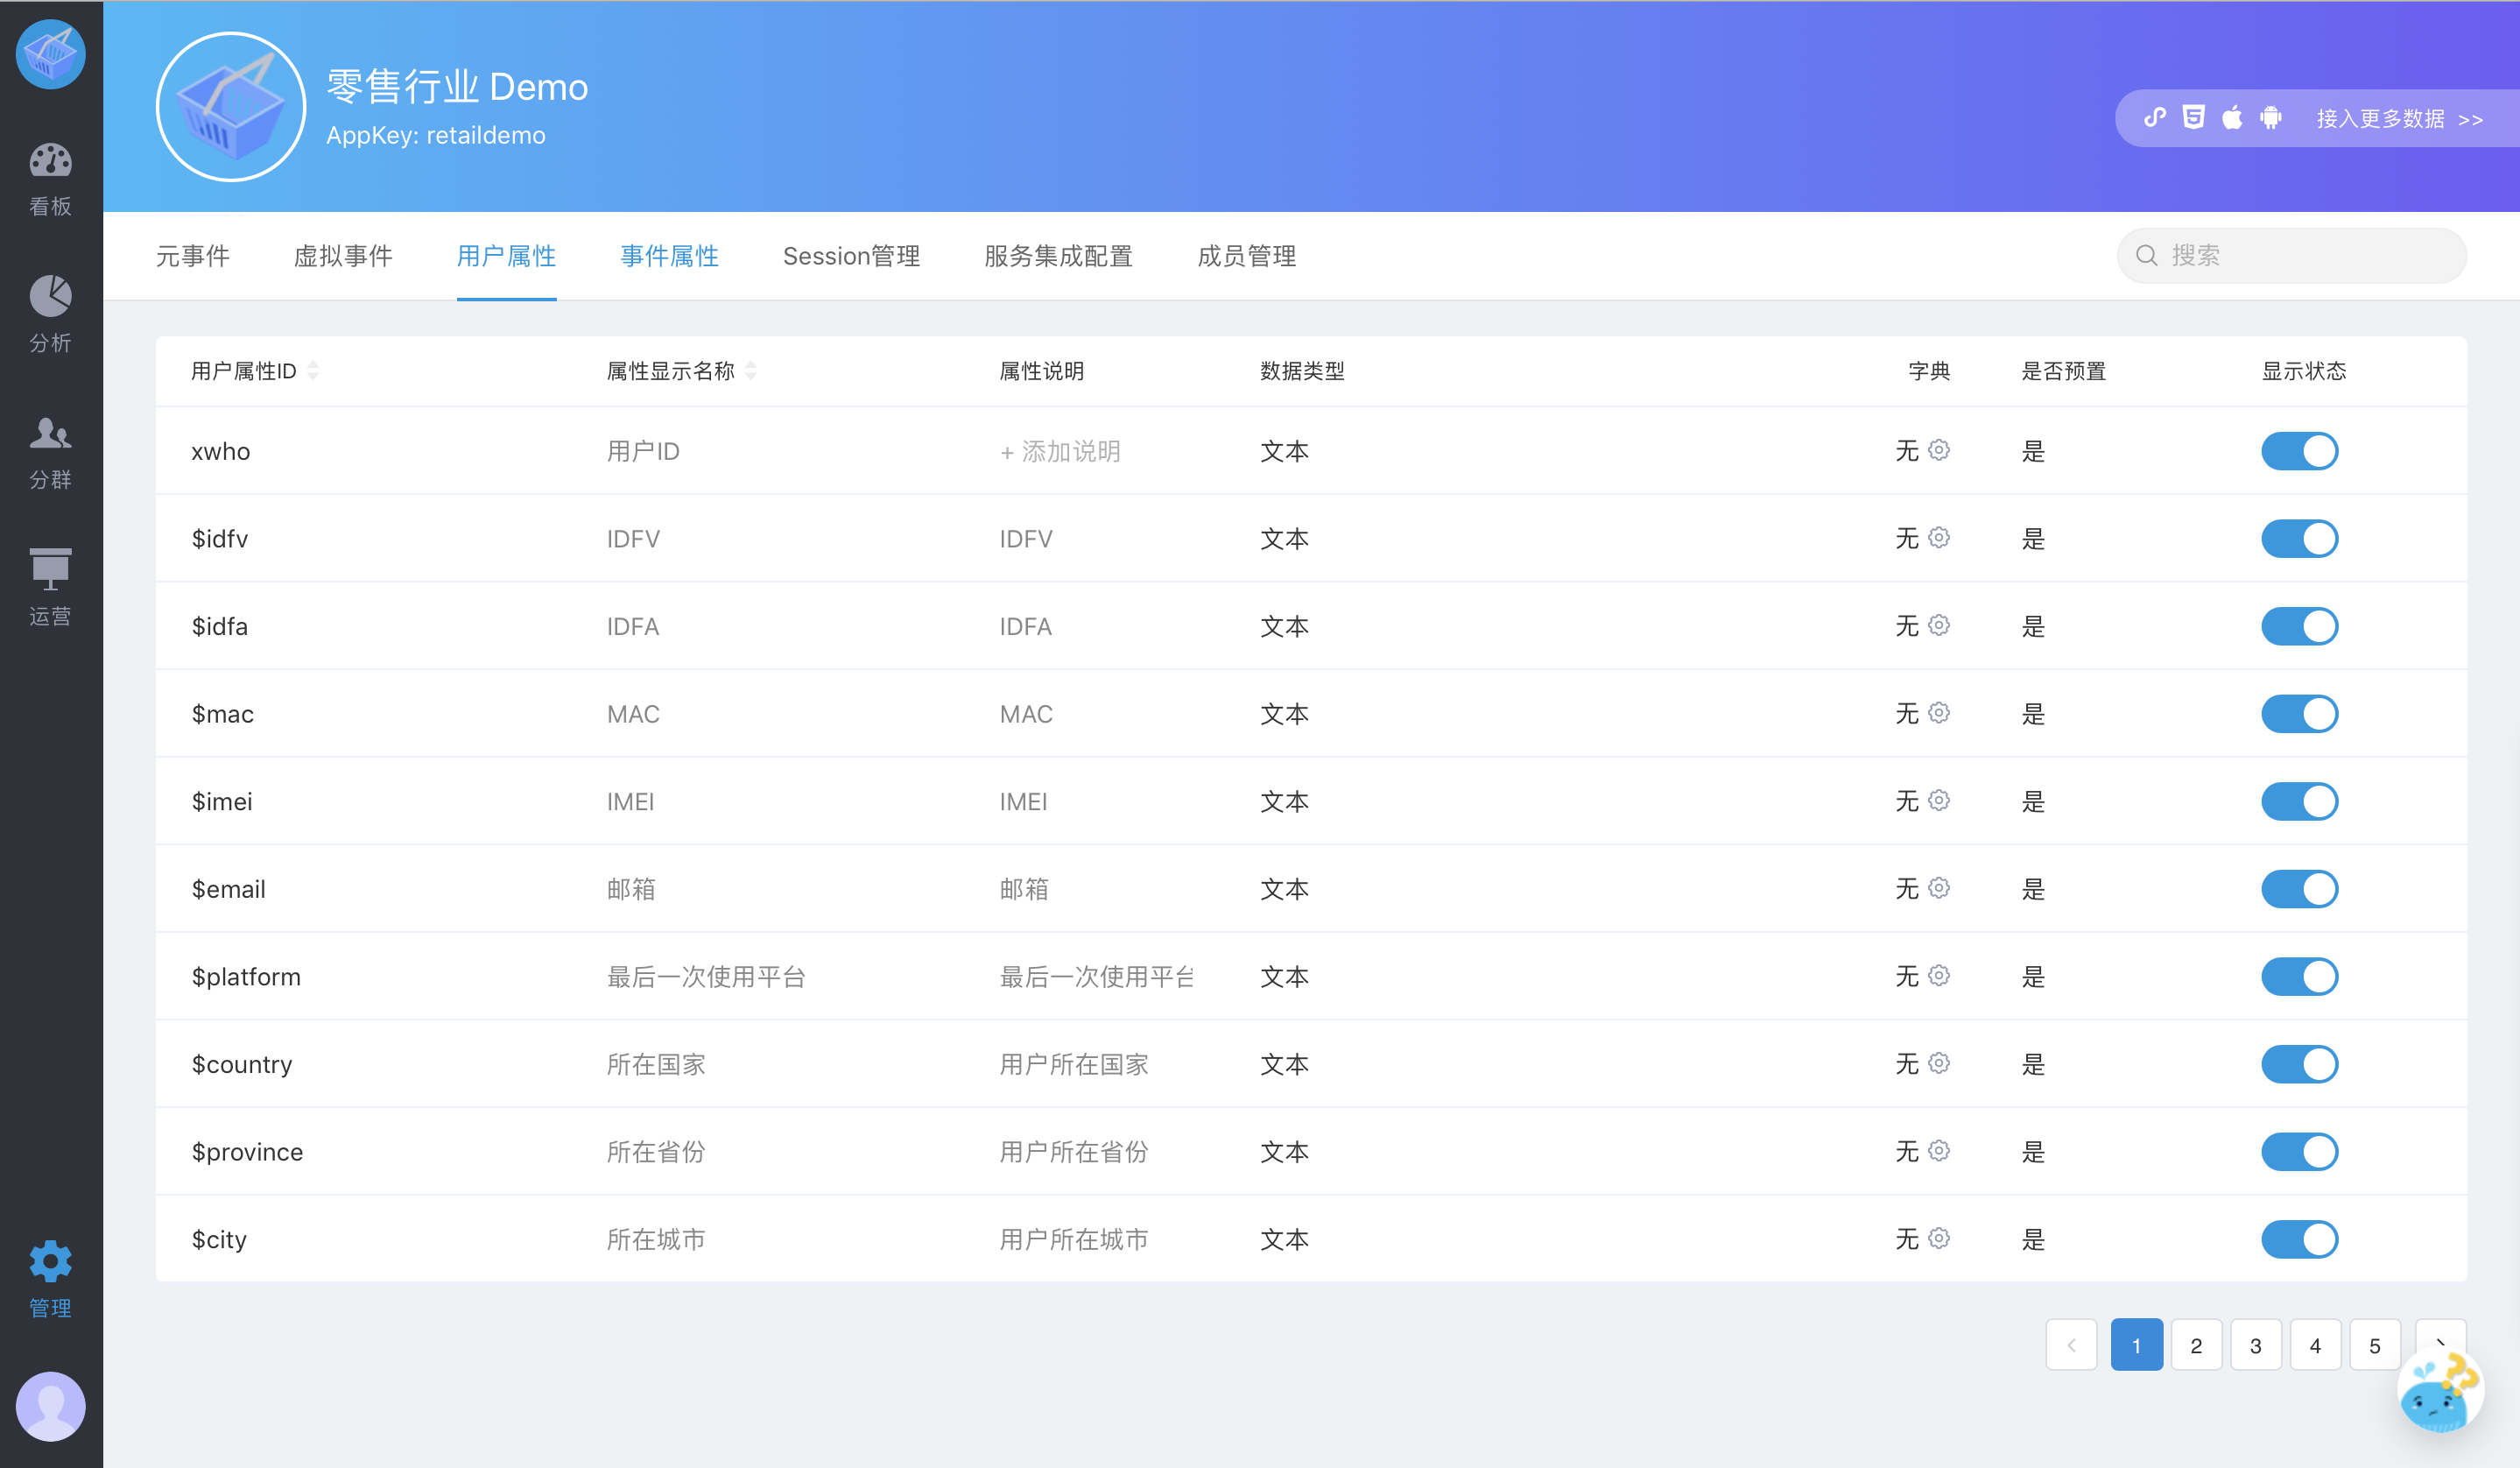 零售行业 Demo
AppKey: retaildemo
接入更多数据 >>
看板
分析
分群
运营
管理
元事件 虚拟事件 用户属性 事件属性 Session管理 服务集成配置 成员管理 搜索
用户属性ID 属性显示名称 属性说明 数据类型 字典 是否预置 显示状态
xwho 用户ID + 添加说明 文本 无 是
$idfv IDFV IDFV 文本 无 是
$idfa IDFA IDFA 文本 无 是
$mac MAC MAC 文本 无 是
$imei IMEI IMEI 文本 无 是
$email 邮箱 邮箱 文本 无 是
$platform 最后一次使用平台 最后一次使用平台 文本 无 是
$country 所在国家 用户所在国家 文本 无 是
$province 所在省份 用户所在省份 文本 无 是
$city 所在城市 用户所在城市 文本 无 是
< 1 2 3 4 5